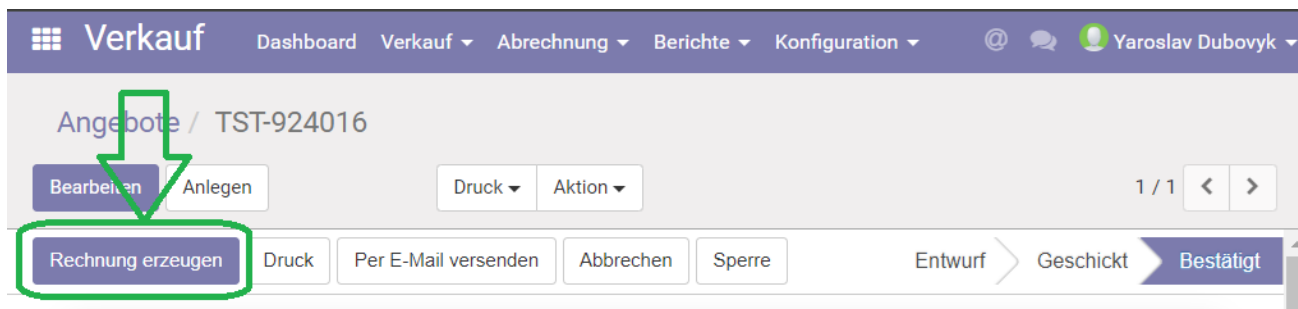 Verkauf Dashboard Verkauf Abrechnung Berichte Konfiguration @ Yaroslav Dubovyk
Angebote / TST-924016
Bearbeiten Anlegen Druck Aktion 1 / 1
Rechnung erzeugen Druck Per E-Mail versenden Abbrechen Sperre Entwurf Geschickt Bestätigt